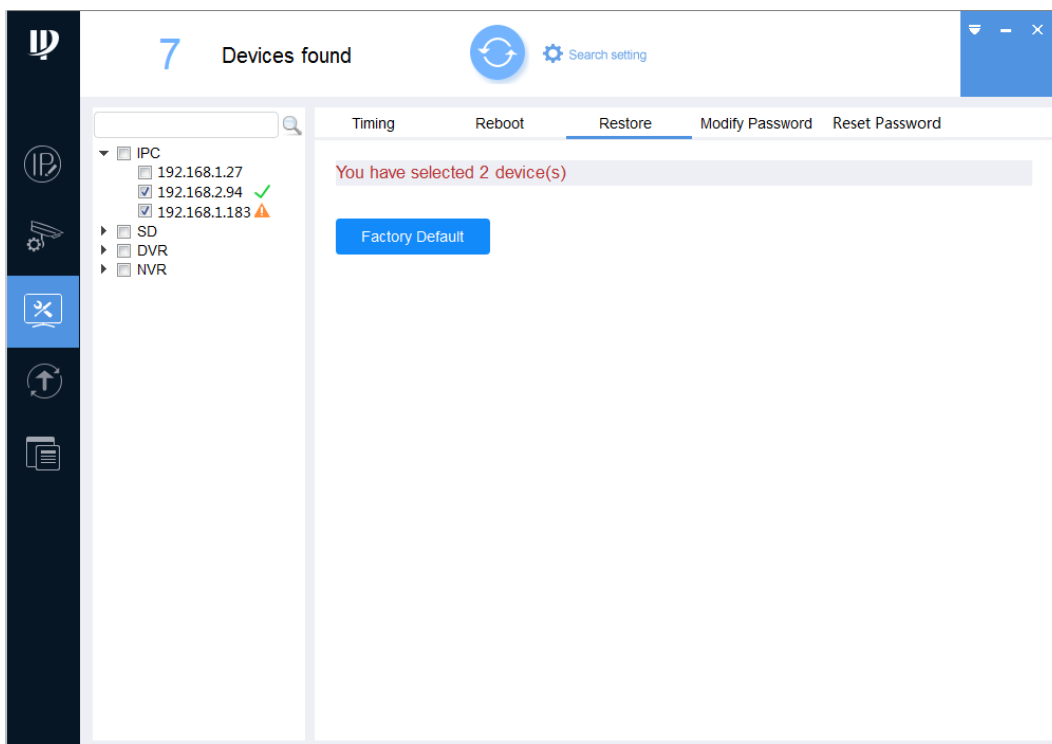 7 Devices found
Search setting
Timing Reboot Restore Modify Password Reset Password
IPC
192.168.1.27
192.168.2.94
192.168.1.183
SD
DVR
NVR
You have selected 2 device(s)
Factory Default